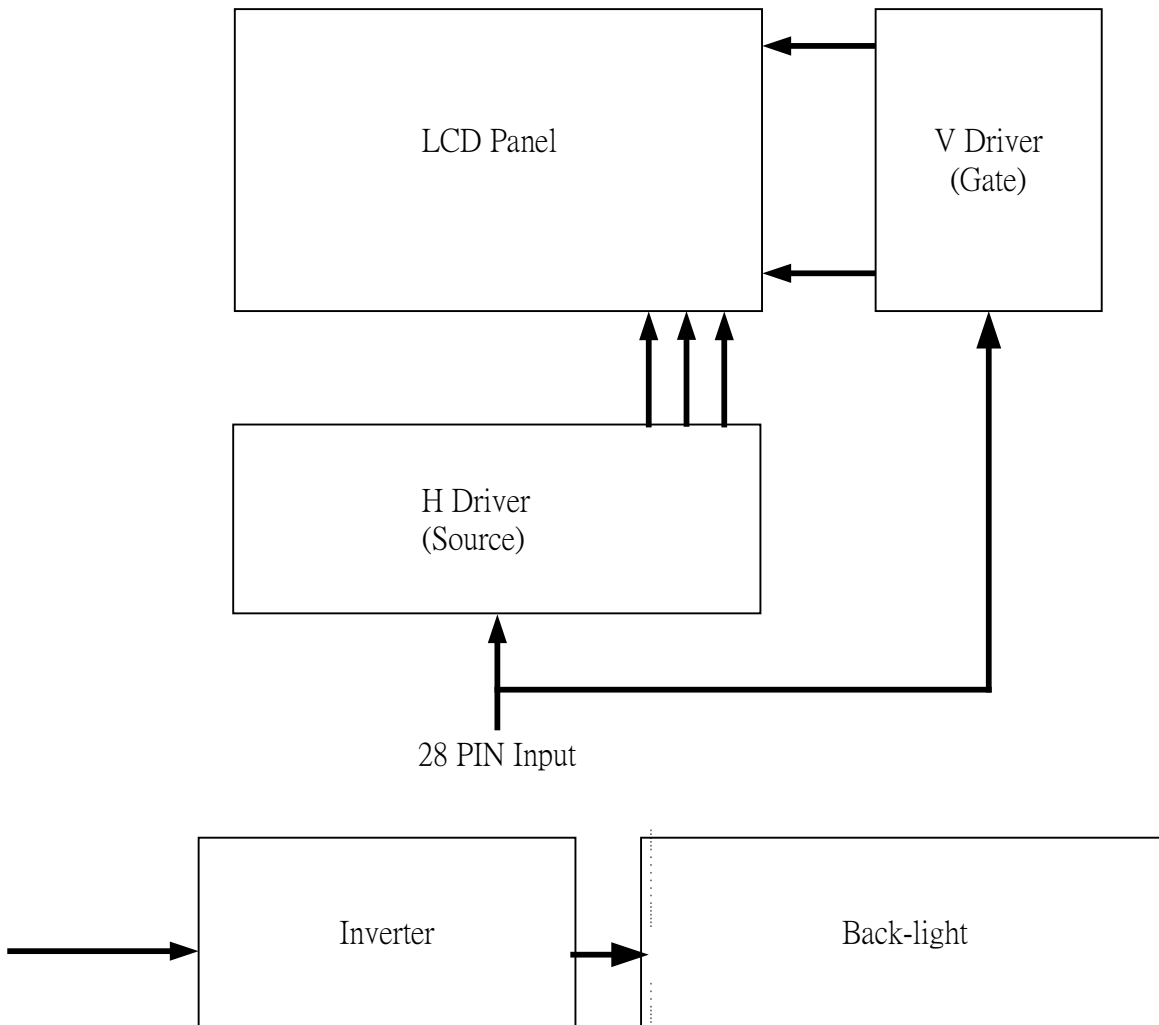 LCD Panel
V Driver
(Gate)
H Driver
(Source)
28 PIN Input
Inverter
Back-light